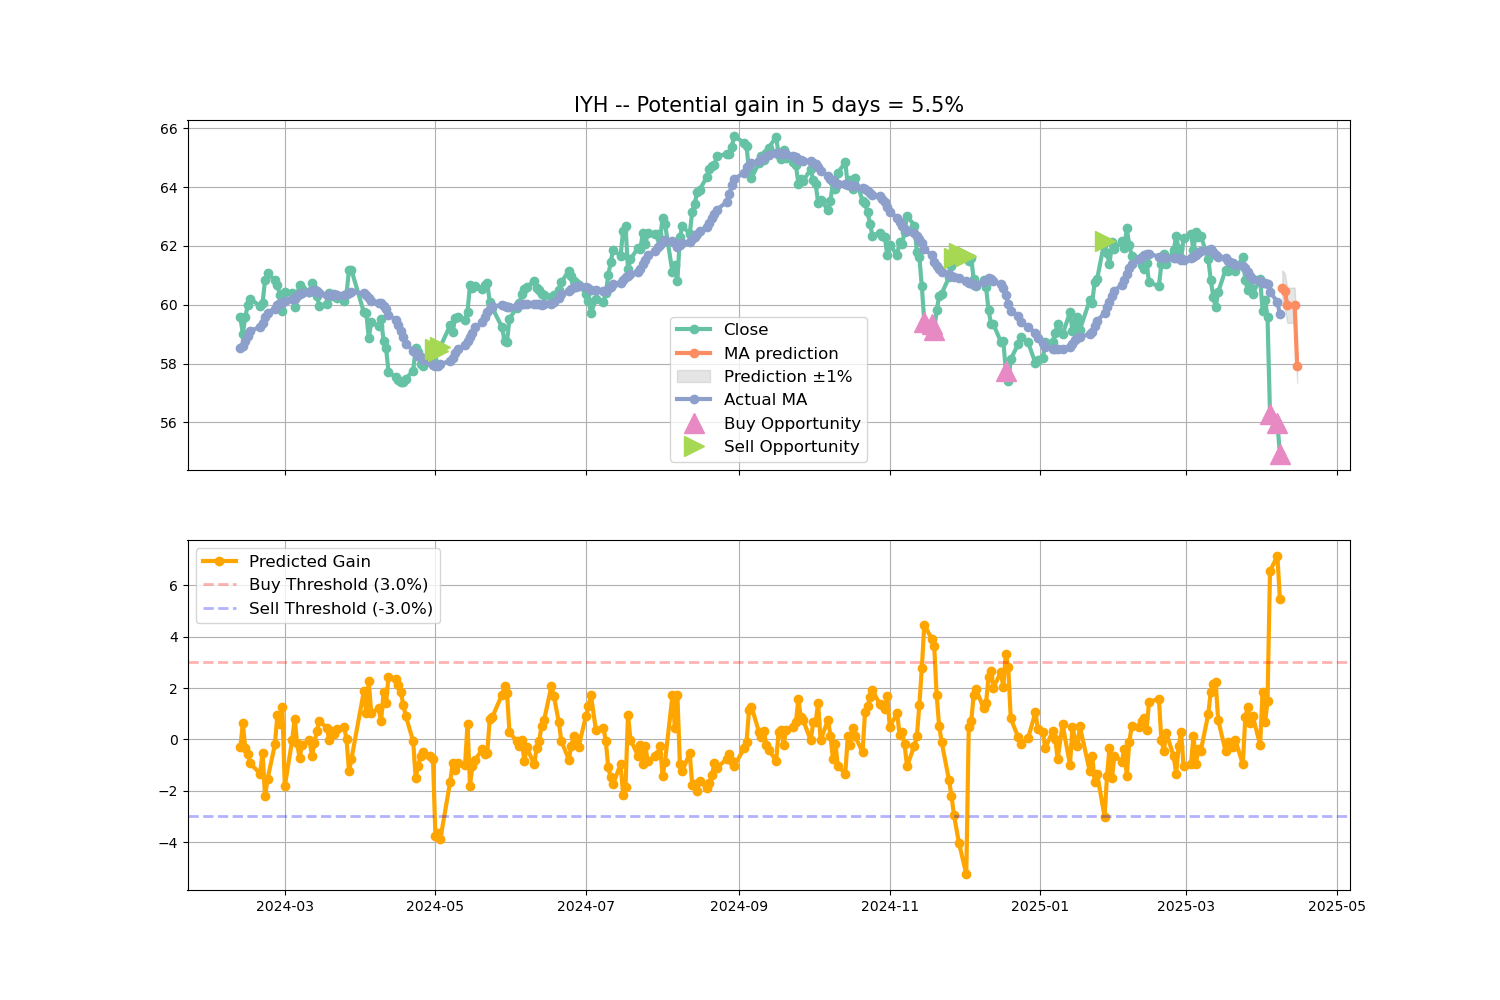 IYH -- Potential gain in 5 days = 5.5%
66
64
62
60
58
56
Close
MA prediction
Prediction ±1%
Actual MA
Buy Opportunity
Sell Opportunity
Predicted Gain
Buy Threshold (3.0%)
Sell Threshold (-3.0%)
6
4
2
0
−2
−4
2024-03 2024-05 2024-07 2024-09 2024-11 2025-01 2025-03 2025-05